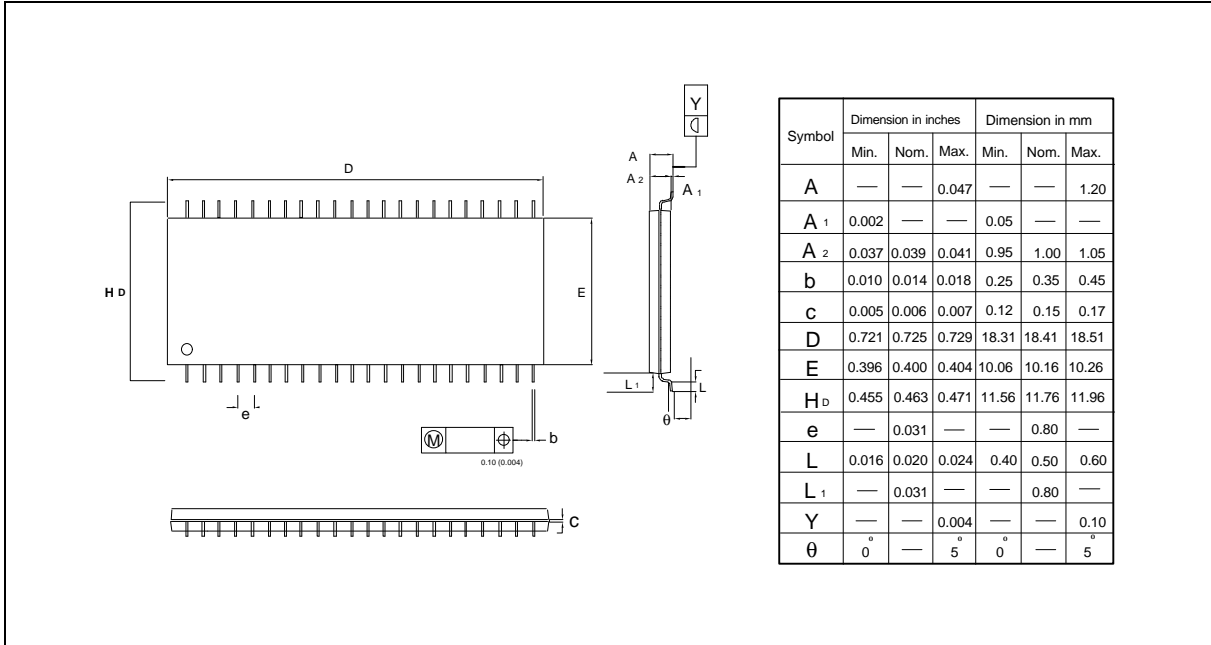 Y
A
A 2
A 1
D
H D
E
L 1
L
θ
e
M
b
0.10 (0.004)
C
Symbol Dimension in inches Dimension in mm
Min. Nom. Max. Min. Nom. Max.
A — — 0.047 — — 1.20
A 1 0.002 — — 0.05 — —
A 2 0.037 0.039 0.041 0.95 1.00 1.05
b 0.010 0.014 0.018 0.25 0.35 0.45
c 0.005 0.006 0.007 0.12 0.15 0.17
D 0.721 0.725 0.729 18.31 18.41 18.51
E 0.396 0.400 0.404 10.06 10.16 10.26
H D 0.455 0.463 0.471 11.56 11.76 11.96
e — 0.031 — — 0.80 —
L 0.016 0.020 0.024 0.40 0.50 0.60
L 1 — 0.031 — — 0.80 —
Y — — 0.004 — — 0.10
θ 0° — 5° 0° — 5°